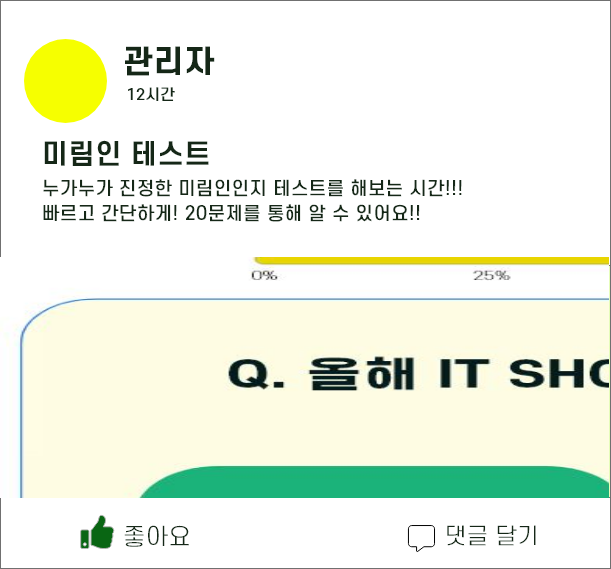 관리자
12시간
미림인 테스트
누가누가 진정한 미림인인지 테스트를 해보는 시간!!!
빠르고 간단하게! 20문제를 통해 알 수 있어요!!
0% 25%
Q. 올해 IT SHO
좋아요 댓글 달기